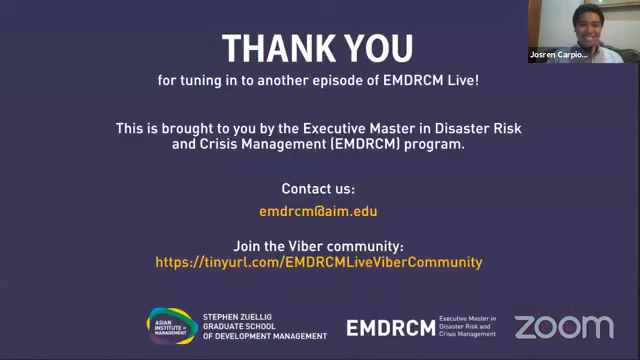 THANK YOU
for tuning in to another episode of EMDRCM Live!
This is brought to you by the Executive Master in Disaster Risk
and Crisis Management (EMDRCM) program.
Contact us:
emdrcm@aim.edu
Join the Viber community:
https://tinyurl.com/EMDRCMLiveViberCommunity
Josren Carpio...
ASIAN
INSTITUTE OF
MANAGEMENT
STEPHEN ZUELLIG
GRADUATE SCHOOL
OF DEVELOPMENT MANAGEMENT
EMDRCM
Executive Master in
Disaster Risk and
Crisis Management
zoom